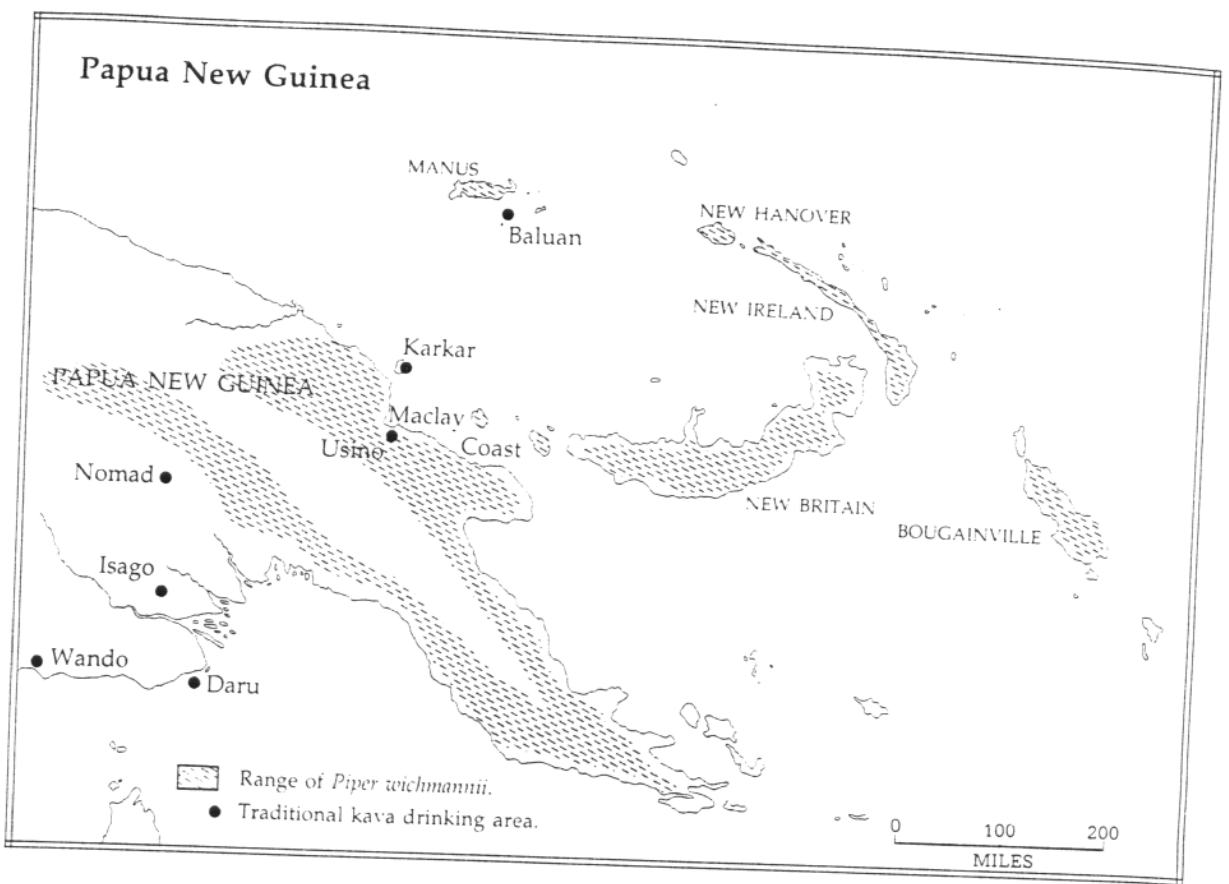 Papua New Guinea
MANUS
Baluan
NEW HANOVER
NEW IRELAND
Karkar
PAPUA NEW GUINEA
Maclay
Coast
Usino
Nomad
NEW BRITAIN
BOUGAINVILLE
Isago
Wando
Daru
Range of Piper wichmannii.
Traditional kava drinking area.
0 100 200
MILES